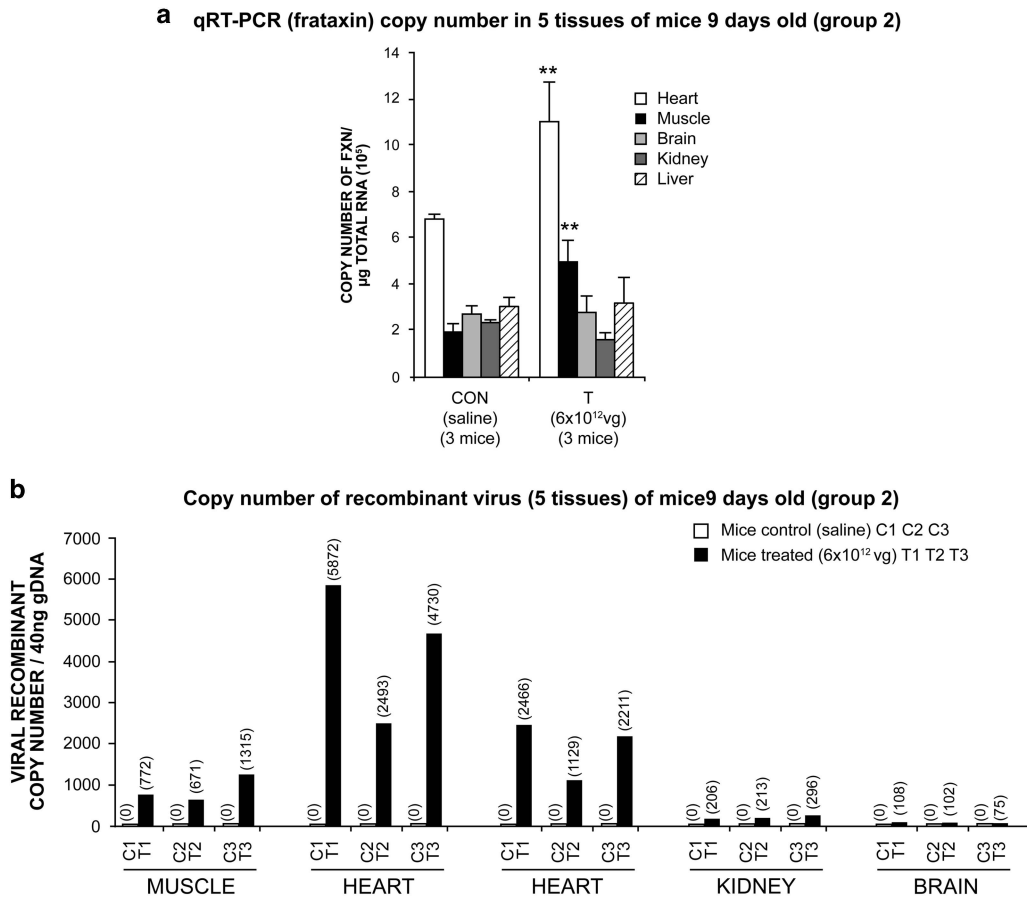 a qRT-PCR (frataxin) copy number in 5 tissues of mice 9 days old (group 2)
COPY NUMBER OF FXN/
µg TOTAL RNA (10⁵)
14
12
10
8
6
4
2
0
**
**
Heart
Muscle
Brain
Kidney
Liver
CON
(saline)
(3 mice)
T
(6x10¹²vg)
(3 mice)
b
Copy number of recombinant virus (5 tissues) of mice9 days old (group 2)
Mice control (saline) C1 C2 C3
Mice treated (6x10¹² vg) T1 T2 T3
VIRAL RECOMBINANT
COPY NUMBER / 40ng gDNA
7000
6000
5000
4000
3000
2000
1000
0
(0) (772) (0) (671) (0) (1315)
(0) (5872) (0) (2493) (0) (4730)
(0) (2466) (0) (1129) (0) (2211)
(0) (206) (0) (213) (0) (296)
(0) (108) (0) (102) (0) (75)
C1 T1 C2 T2 C3 T3
C1 T1 C2 T2 C3 T3
C1 T1 C2 T2 C3 T3
C1 T1 C2 T2 C3 T3
C1 T1 C2 T2 C3 T3
MUSCLE
HEART
HEART
KIDNEY
BRAIN